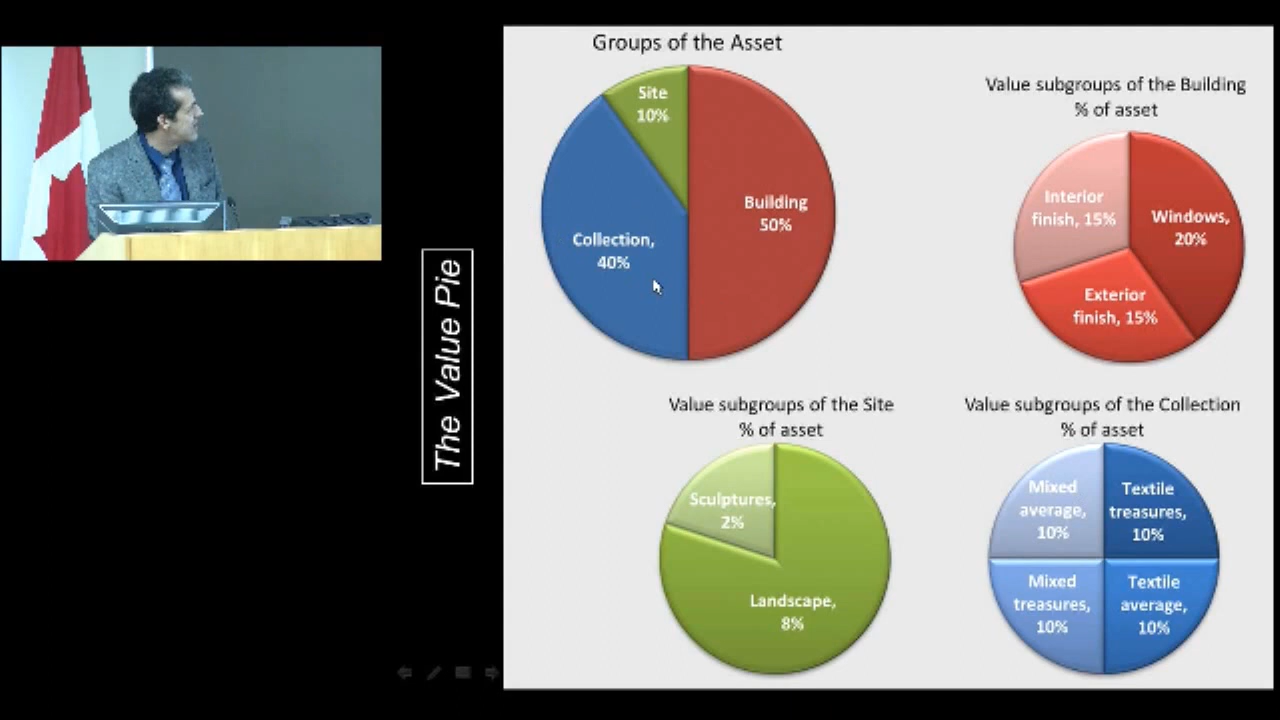 The Value Pie
Groups of the Asset
Site
10%
Building
50%
Collection,
40%
Value subgroups of the Building
% of asset
Interior
finish, 15%
Windows,
20%
Exterior
finish, 15%
Value subgroups of the Site
% of asset
Sculptures,
2%
Landscape,
8%
Value subgroups of the Collection
% of asset
Mixed
average,
10%
Textile
treasures,
10%
Mixed
treasures,
10%
Textile
average,
10%